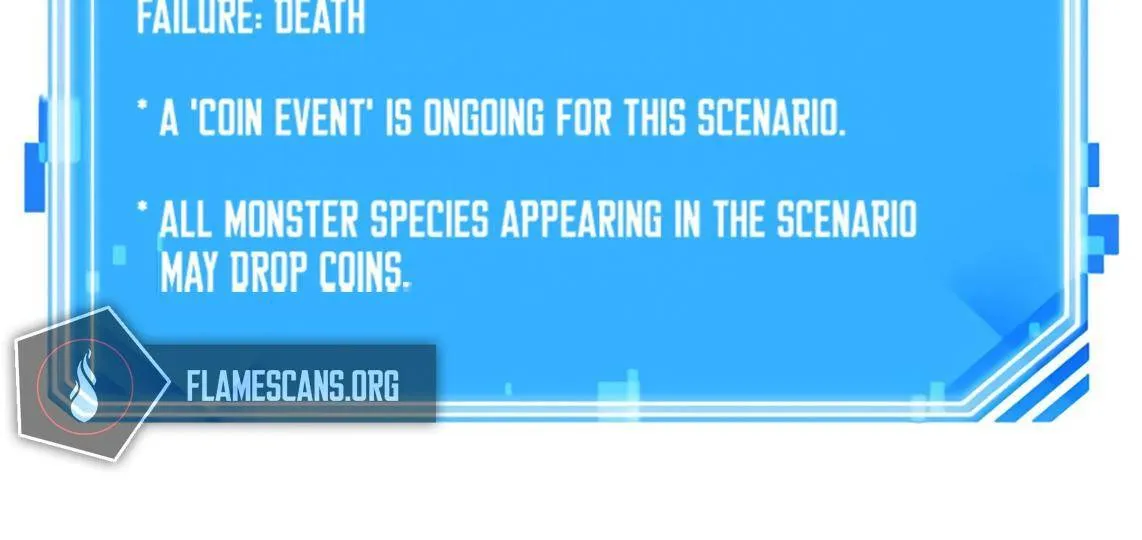 FAILURE: DEATH
* A 'COIN EVENT' IS ONGOING FOR THIS SCENARIO.
* ALL MONSTER SPECIES APPEARING IN THE SCENARIO
MAY DROP COINS.
FLAMESCANS.ORG